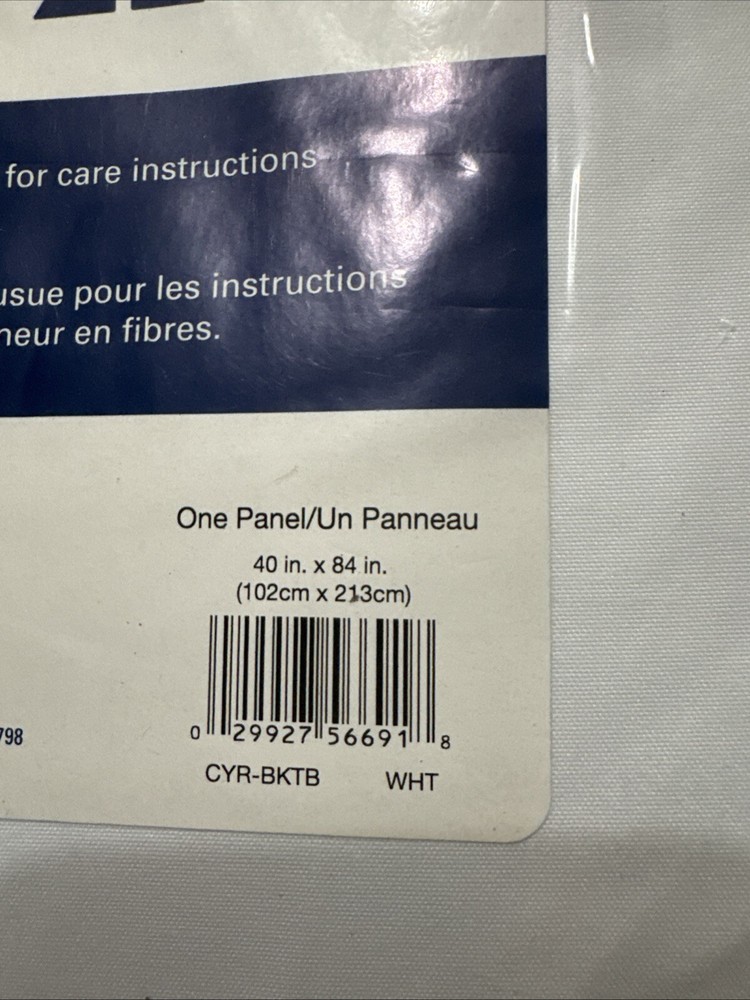 for care instructions
usue pour les instructions
neur en fibres.
One Panel/Un Panneau
40 in. x 84 in.
(102cm x 213cm)
798
0 29927 56691 8
CYR-BKTB WHT